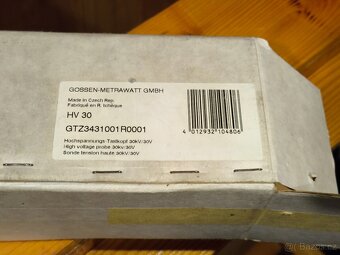 GOSSEN-METRAWATT GMBH
Made in Czech Rep.
Fabriqué en R. tchèque
HV 30
GTZ3431001R0001
4 012932 104806
Hochspannungs-Tastkopf 30kV/30V
High voltage probe 30kv/30V
Sonde tension haute 30kV/30V